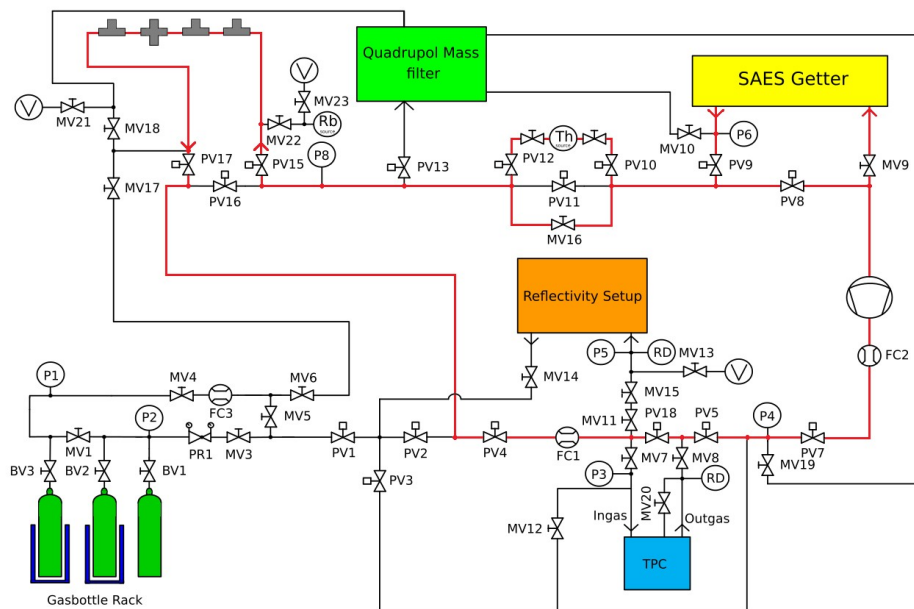 Quadrupol Mass
filter
SAES Getter
MV23
MV21
MV18
MV22
Rb
source
Th
source
MV10
P6
PV17
PV15
P8
PV13
PV12
PV10
PV9
MV9
MV17
PV16
PV11
PV8
MV16
Reflectivity Setup
P5
RD
MV13
FC2
P1
MV4
MV6
MV14
MV15
FC3
P2
MV5
MV11
PV18
PV5
P4
MV1
PR1
MV3
PV1
PV2
PV4
FC1
MV7
MV8
PV7
BV3
BV2
BV1
PV3
P3
RD
MV19
MV20
MV12
Ingas
Outgas
TPC
Gasbottle Rack